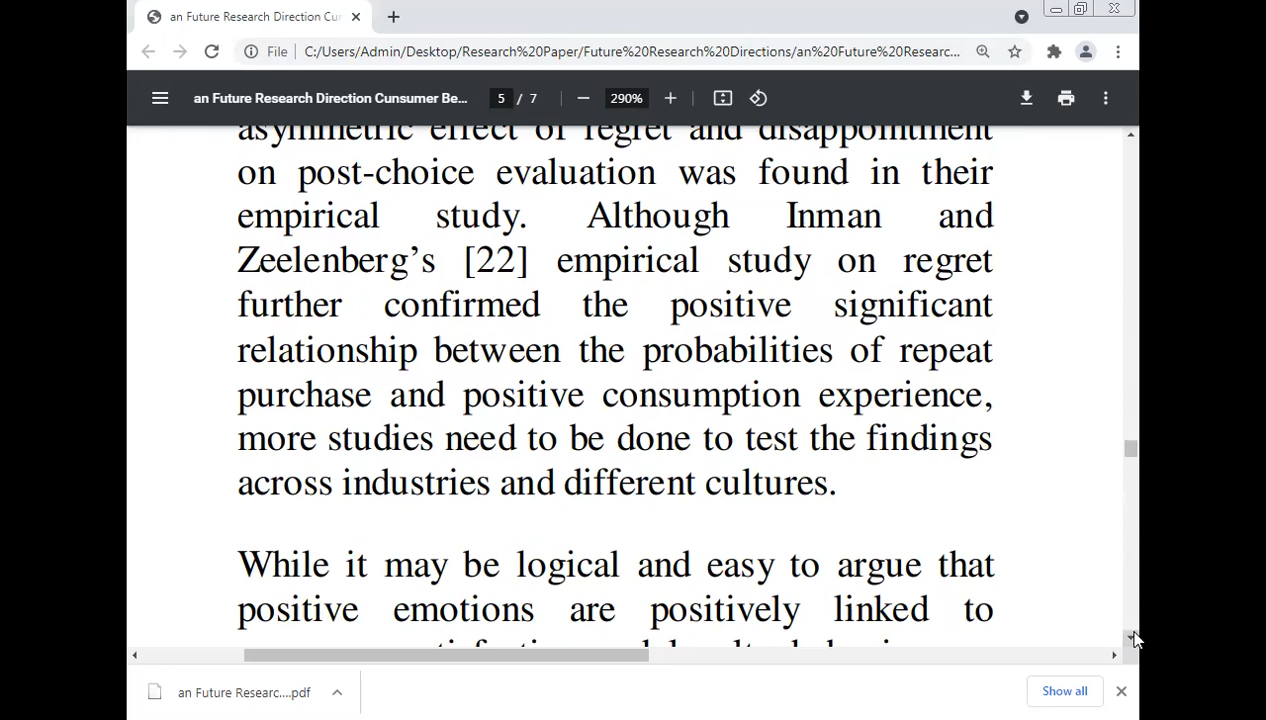 an Future Research Direction Cur
File
C:/Users/Admin/Desktop/Research%20Paper/Future%20Research%20Directions/an%20Future%20Researc...
an Future Research Direction Cunsumer Be...
5 / 7
290%
asymmetric effect of regret and disappointment
on post-choice evaluation was found in their
empirical study. Although Inman and
Zeelenberg’s [22] empirical study on regret
further confirmed the positive significant
relationship between the probabilities of repeat
purchase and positive consumption experience,
more studies need to be done to test the findings
across industries and different cultures.
While it may be logical and easy to argue that
positive emotions are positively linked to
an Future Researc....pdf
Show all